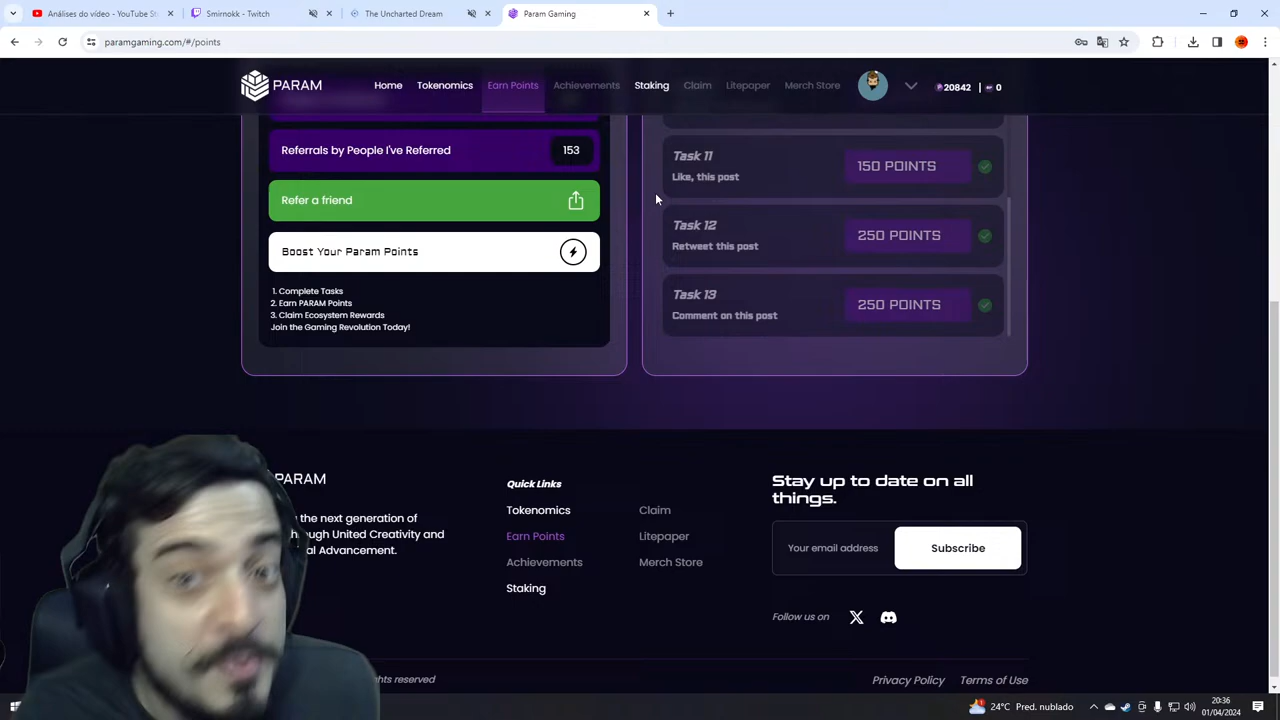 Análises do vídeo - YouTube St
Smirnokk - Twitch
The Uncharted Dream
Param Gaming
paramgaming.com/#/points
PARAM
Home
Tokenomics
Earn Points
Achievements
Staking
Claim
Litepaper
Merch Store
20842
0
Referrals by People I've Referred
153
Refer a friend
Boost Your Param Points
1. Complete Tasks
2. Earn PARAM Points
3. Claim Ecosystem Rewards
Join the Gaming Revolution Today!
Task 11
Like, this post
150 POINTS
Task 12
Retweet this post
250 POINTS
Task 13
Comment on this post
250 POINTS
PARAM
the next generation of
hrough United Creativity and
al Advancement.
Quick Links
Tokenomics
Earn Points
Achievements
Staking
Claim
Litepaper
Merch Store
Stay up to date on all
things.
Your email address
Subscribe
Follow us on
hts reserved
Privacy Policy
Terms of Use
24°C Pred. nublado
20:36
01/04/2024